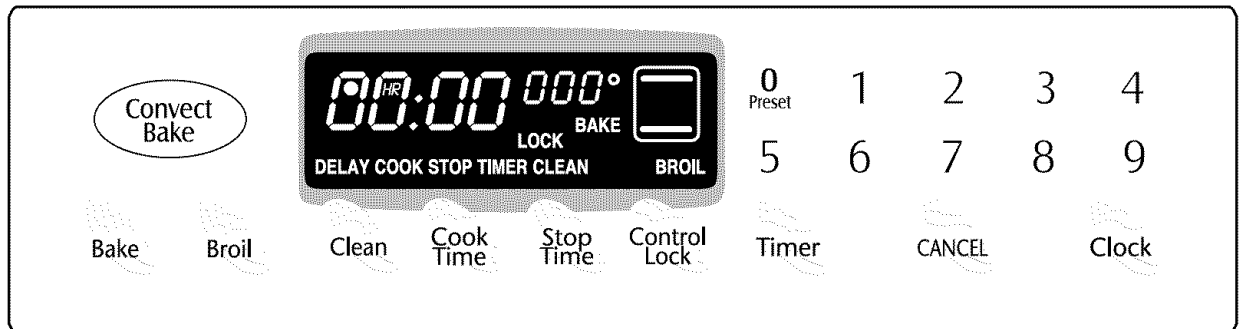 Convect
Bake
HR
00:00 000°
BAKE
LOCK
DELAY COOK STOP TIMER CLEAN BROIL
0 1 2 3 4
Preset
5 6 7 8 9
Bake Broil Clean Cook Time Stop Time Control Lock Timer CANCEL Clock